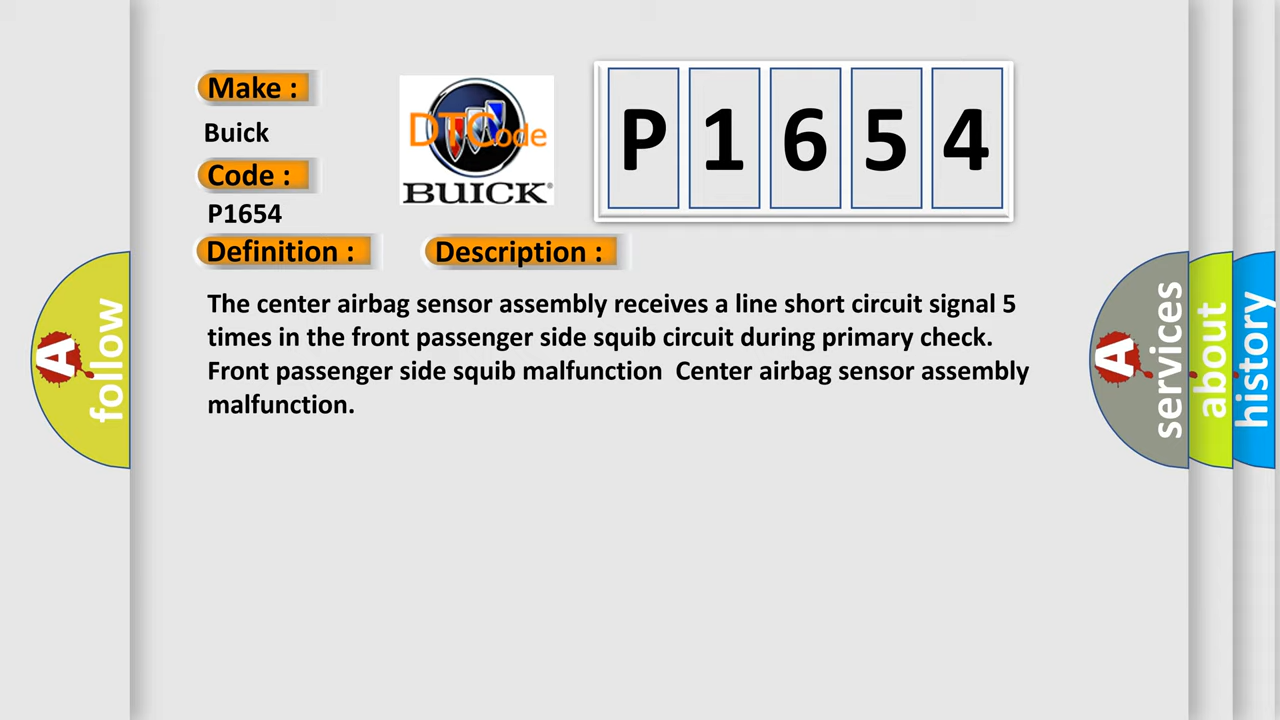 Make :
Buick
Code :
P1654
DTCode
BUICK
P 1 6 5 4
Definition :
Description :
The center airbag sensor assembly receives a line short circuit signal 5
times in the front passenger side squib circuit during primary check.
Front passenger side squib malfunction  Center airbag sensor assembly
malfunction.
A
follow
A
services
about
history